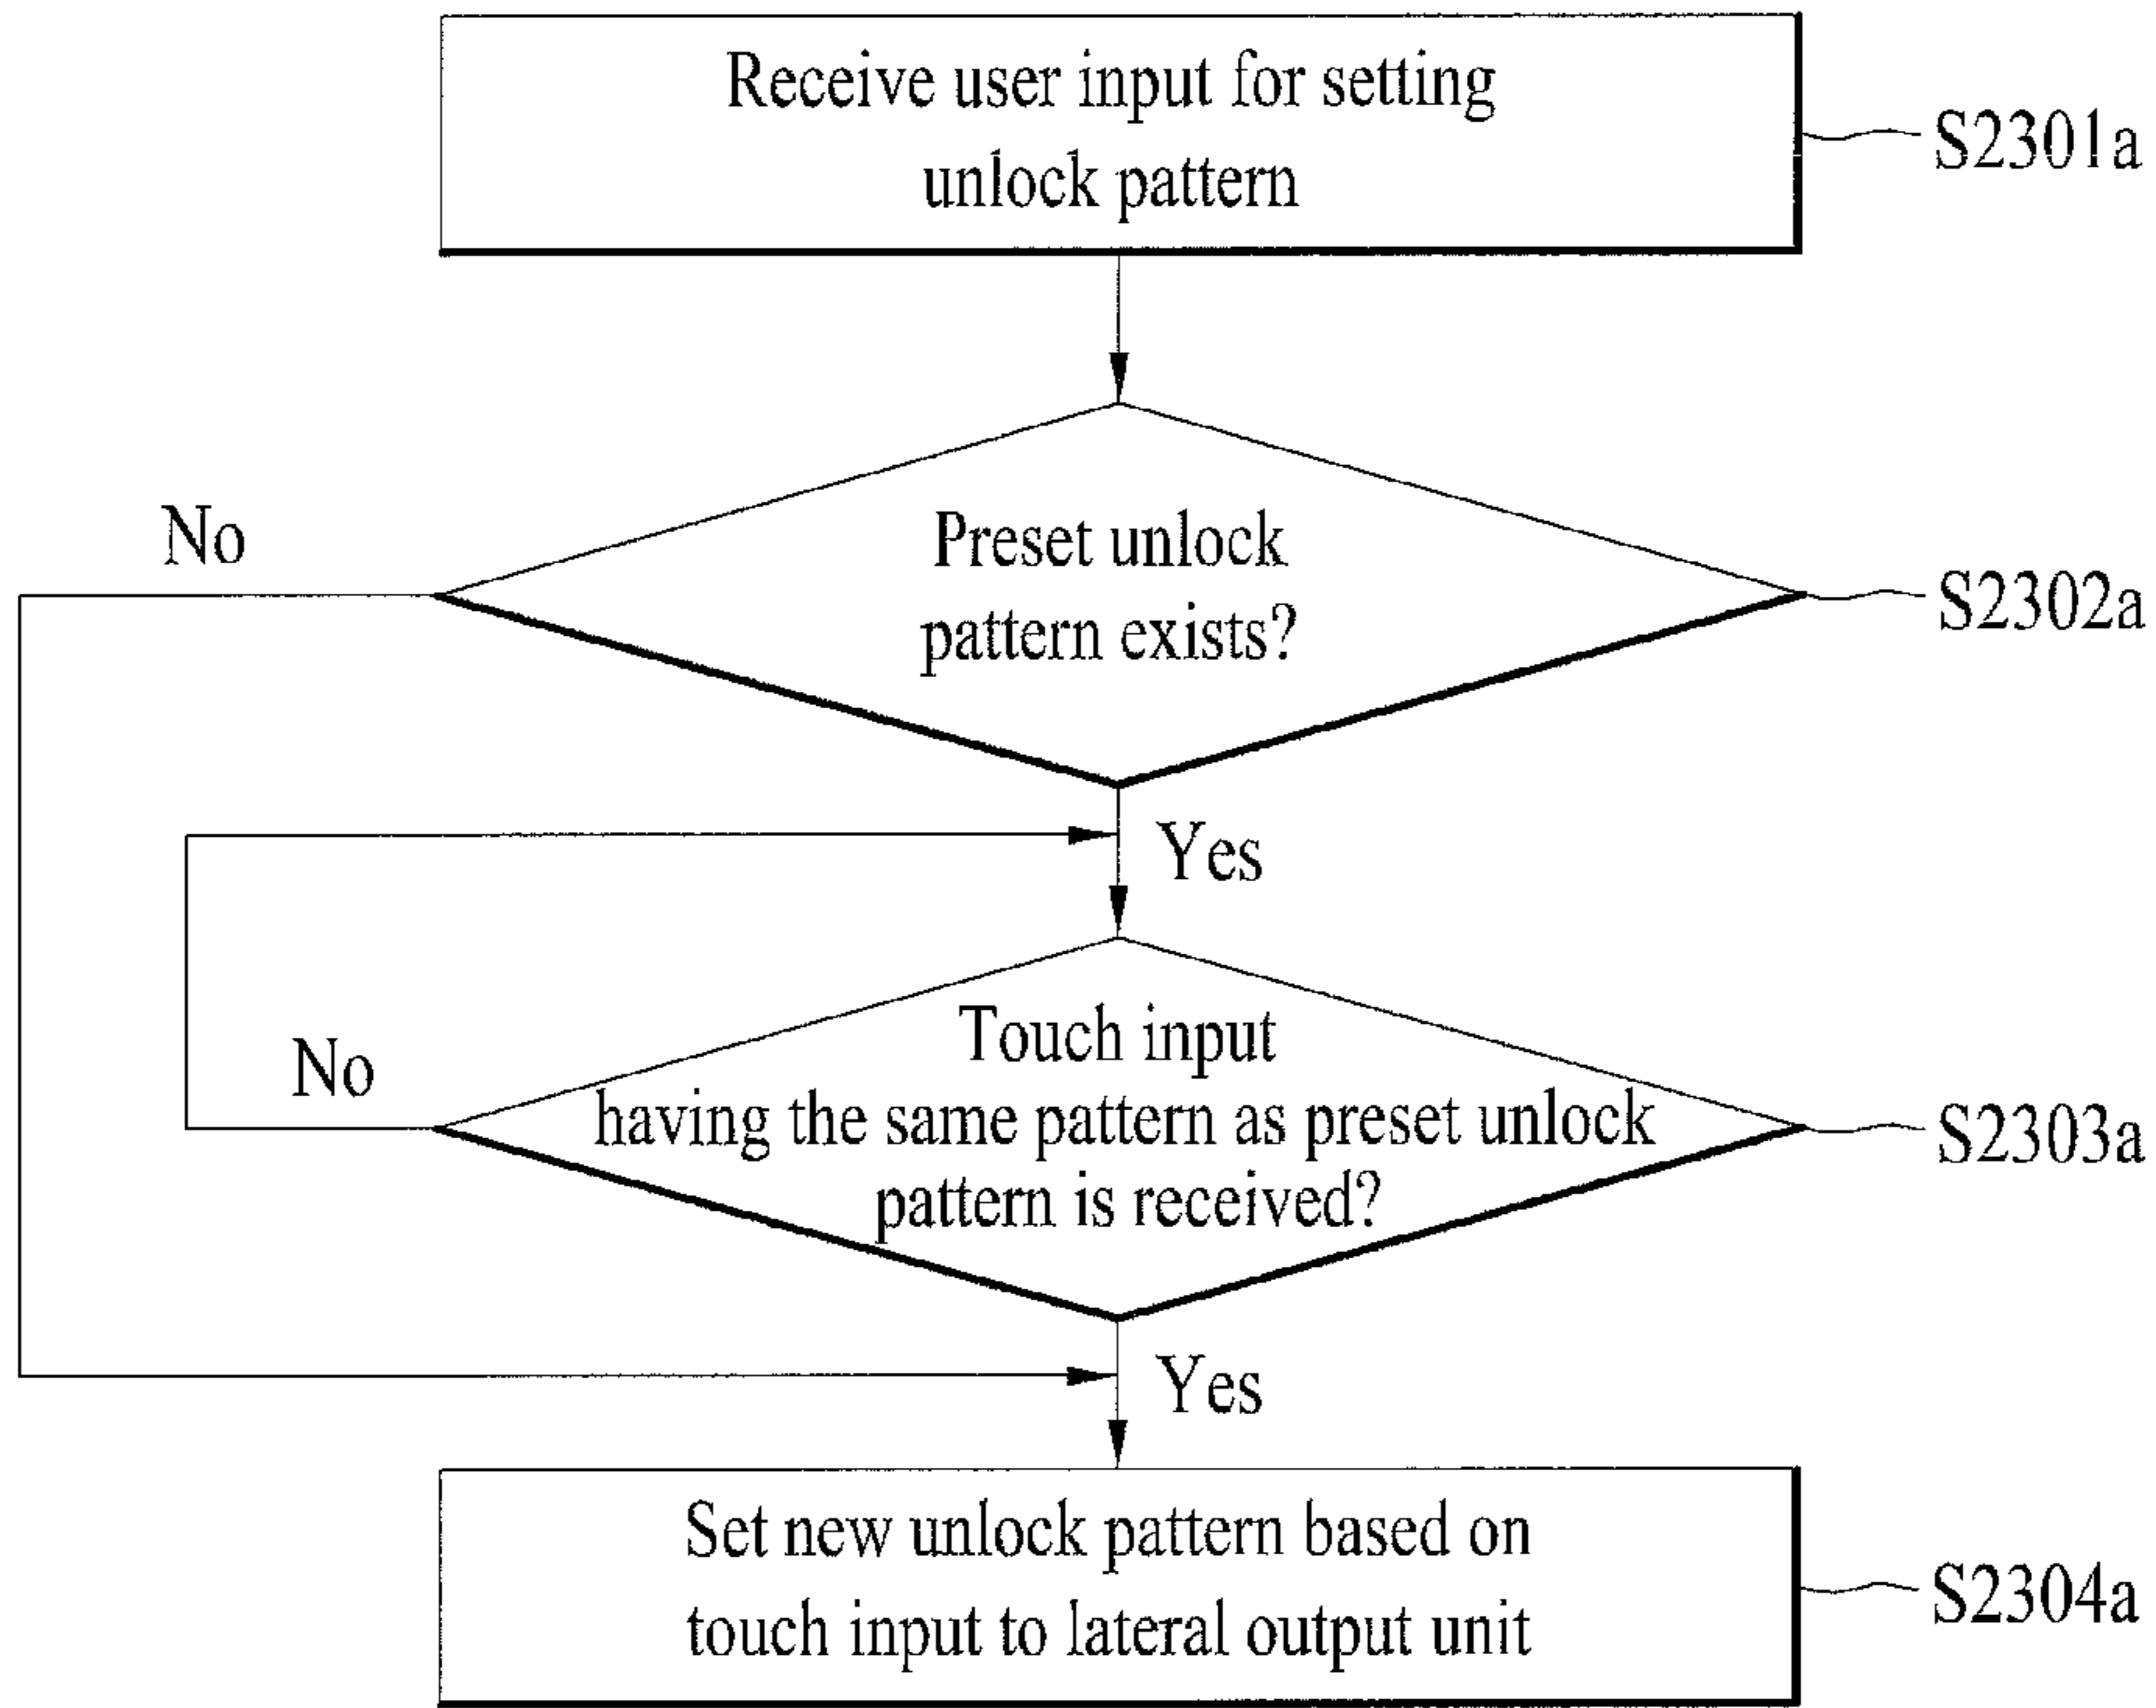 Receive user input for setting
unlock pattern
S2301a
No
Preset unlock
pattern exists?
S2302a
Yes
No
Touch input
having the same pattern as preset unlock
pattern is received?
S2303a
Yes
Set new unlock pattern based on
touch input to lateral output unit
S2304a